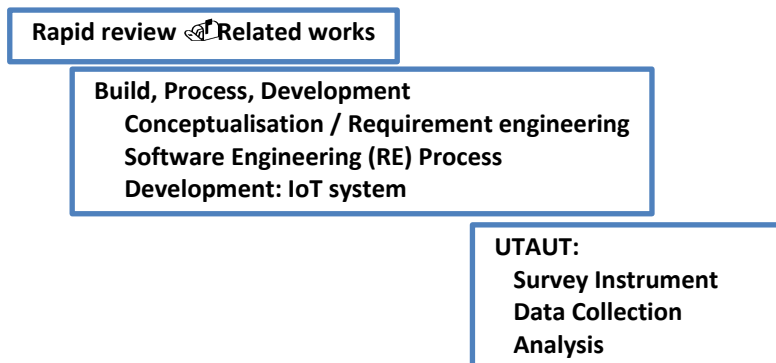 Rapid review Related works
Build, Process, Development
Conceptualisation / Requirement engineering
Software Engineering (RE) Process
Development: IoT system
UTAUT:
Survey Instrument
Data Collection
Analysis